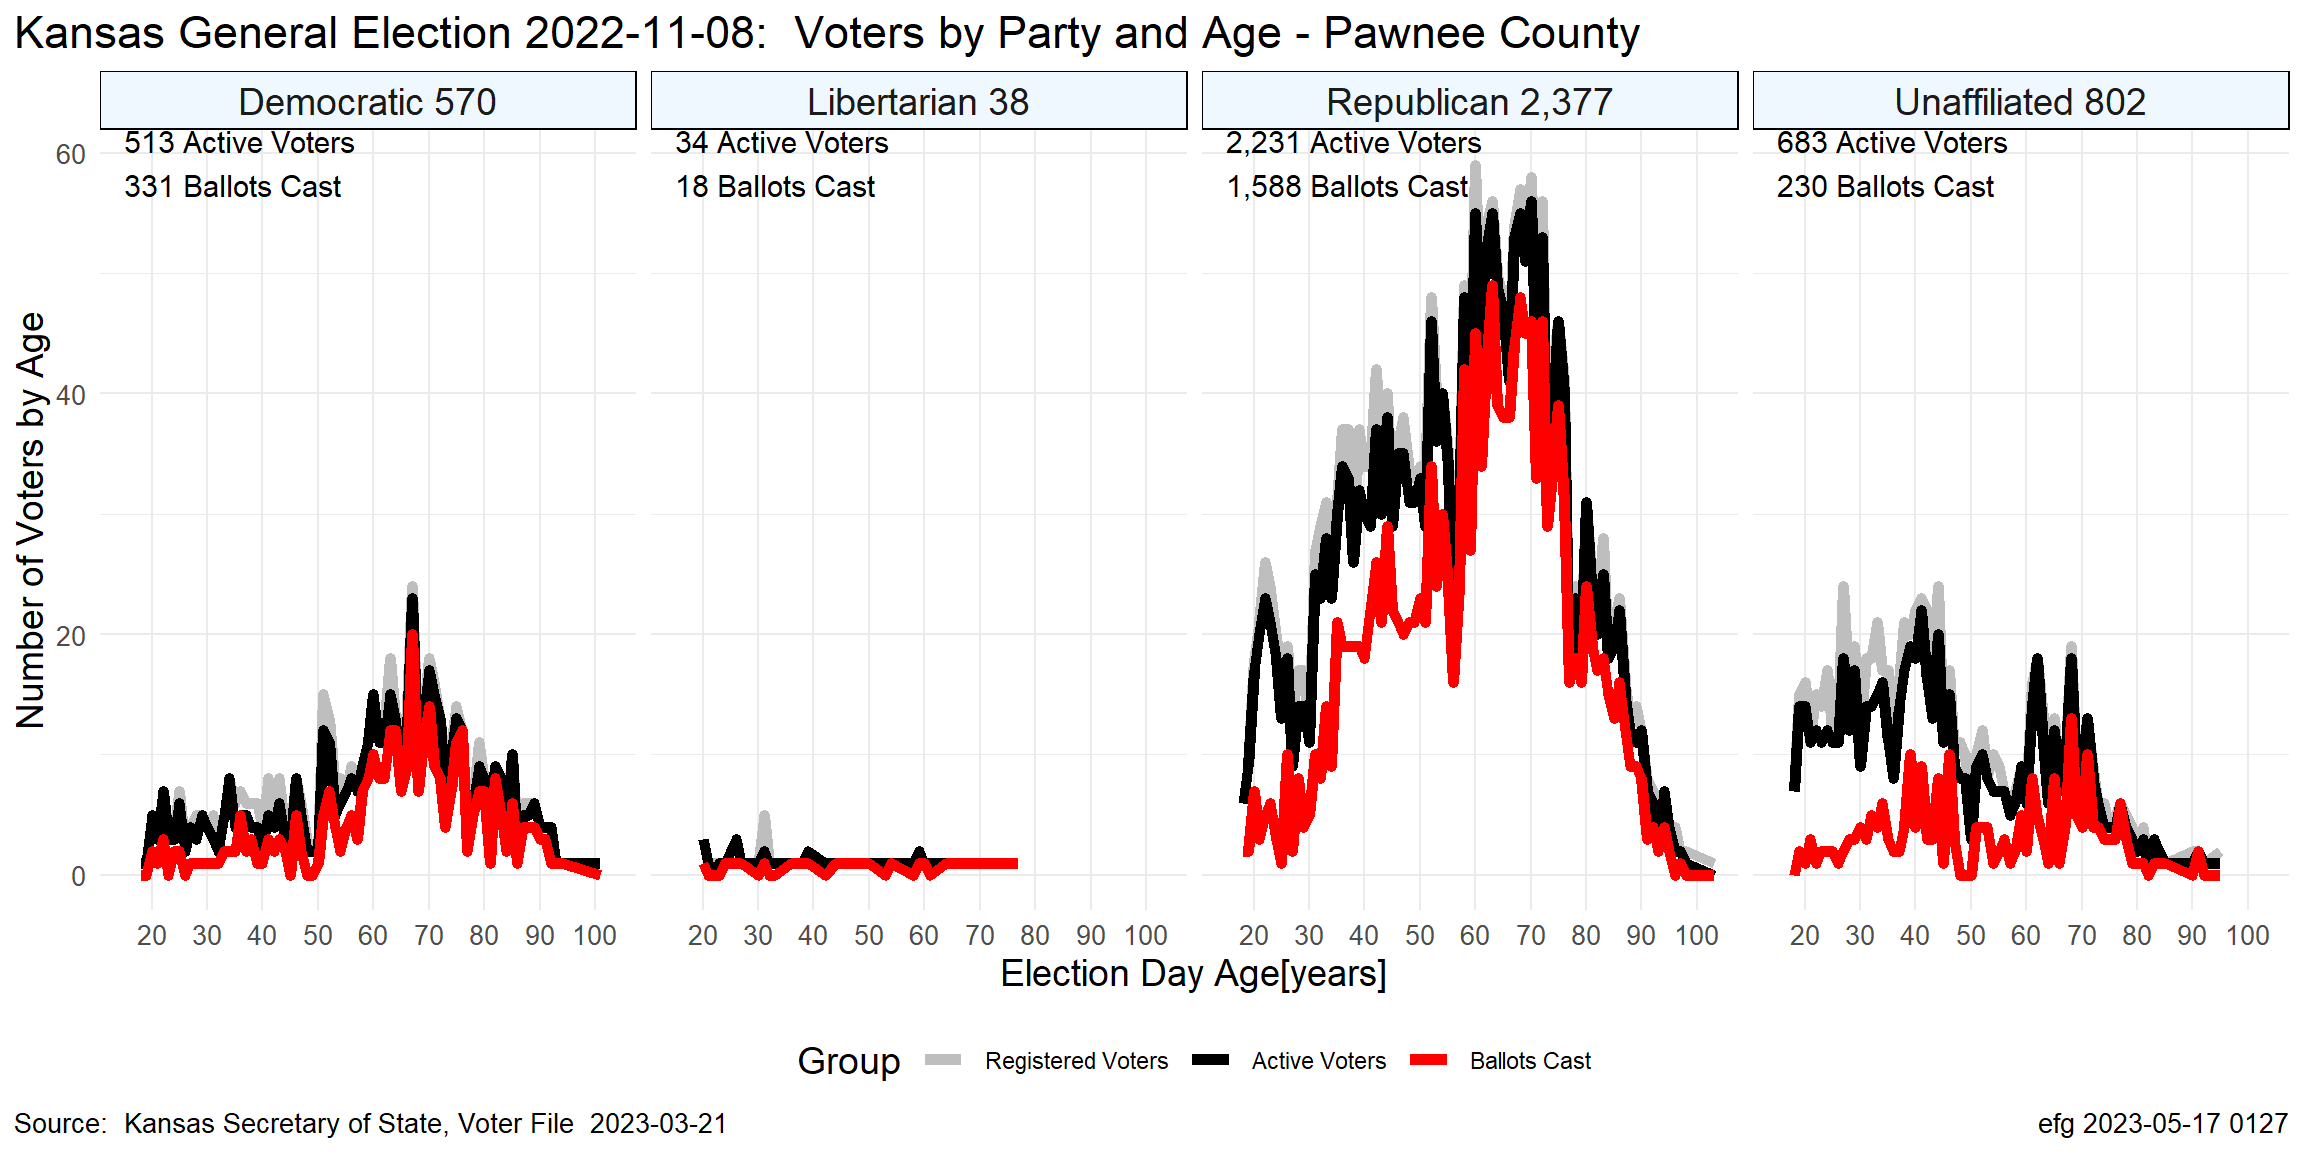 Kansas General Election 2022-11-08:  Voters by Party and Age - Pawnee County
Democratic 570
Libertarian 38
Republican 2,377
Unaffiliated 802
513 Active Voters
331 Ballots Cast
34 Active Voters
18 Ballots Cast
2,231 Active Voters
1,588 Ballots Cast
683 Active Voters
230 Ballots Cast
Number of Voters by Age
60
40
20
0
20 30 40 50 60 70 80 90 100
20 30 40 50 60 70 80 90 100
20 30 40 50 60 70 80 90 100
20 30 40 50 60 70 80 90 100
Election Day Age[years]
Group Registered Voters Active Voters Ballots Cast
Source:  Kansas Secretary of State, Voter File  2023-03-21
efg 2023-05-17 0127